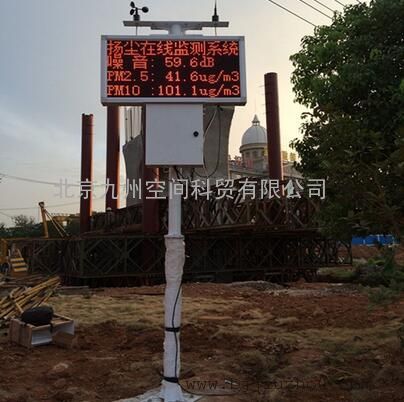 扬尘在线监测系统
噪 音: 59.6dB
PM2.5: 41.6ug/m3
PM10 :101.1ug/m3
北京九州空间科贸有限公司